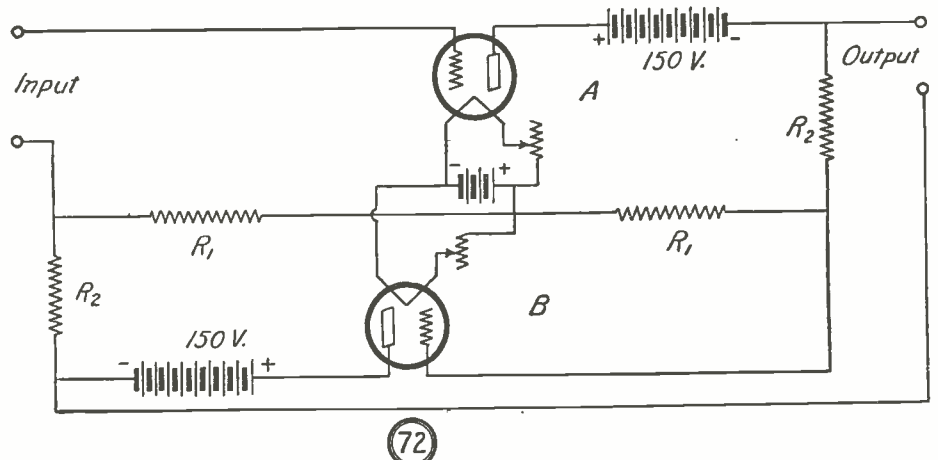 Input
+ -
150 V.
A
Output
R2
- +
R1
R1
R2
B
150 V.
- +
72